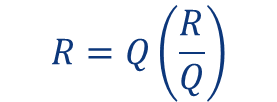 R = Q (R/Q)